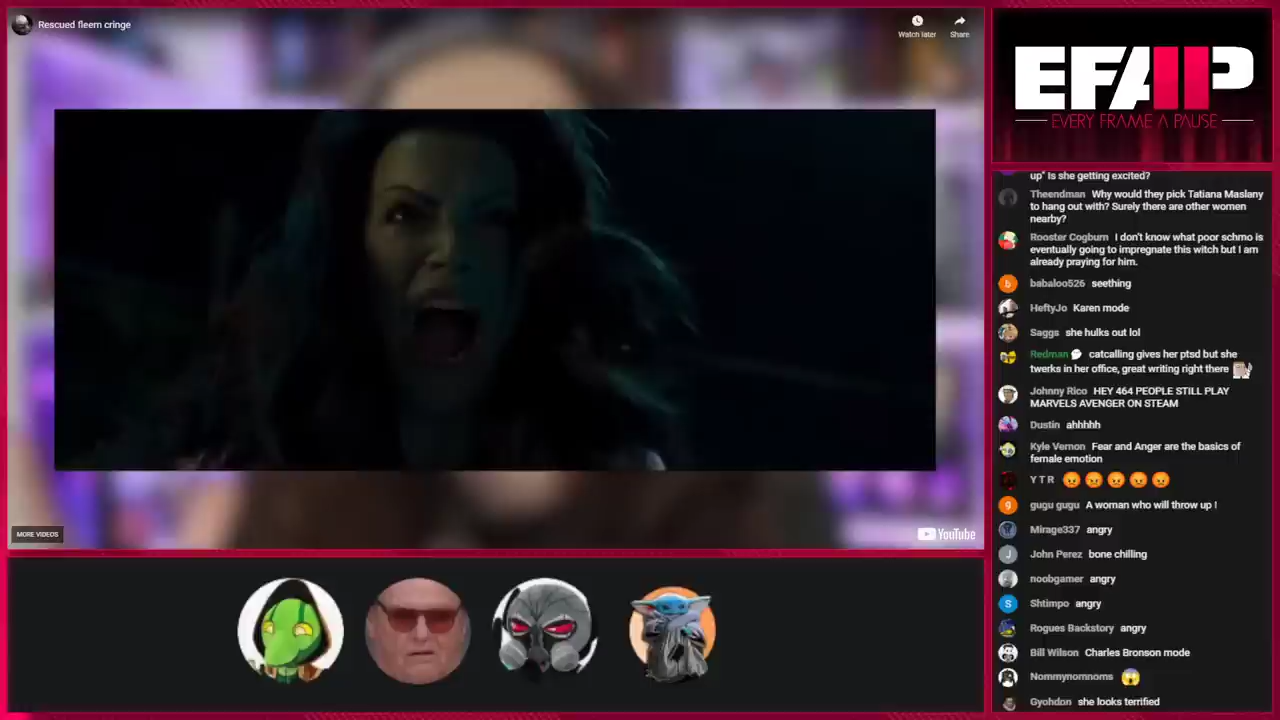 Rescued fleem cringe
Watch later
Share
MORE VIDEOS
YouTube
EFAP
EVERY FRAME A PAUSE
up" Is she getting excited?
Theendman Why would they pick Tatiana Maslany
to hang out with? Surely there are other women
nearby?
Rooster Cogburn I don't know what poor schmo is
eventually going to impregnate this witch but I am
already praying for him.
babaloo526 seething
HeftyJo Karen mode
Saggs she hulks out lol
Redman catcalling gives her ptsd but she
twerks in her office, great writing right there
Johnny Rico HEY 464 PEOPLE STILL PLAY
MARVELS AVENGER ON STEAM
Dustin ahhhhh
Kyle Vernon Fear and Anger are the basics of
female emotion
Y T R 😡😡😡😡😡
gugu gugu A woman who will throw up !
Mirage337 angry
John Perez bone chilling
noobgamer angry
Shtimpo angry
Rogues Backstory angry
Bill Wilson Charles Bronson mode
Nommynomnoms 😱
Gyohdon she looks terrified